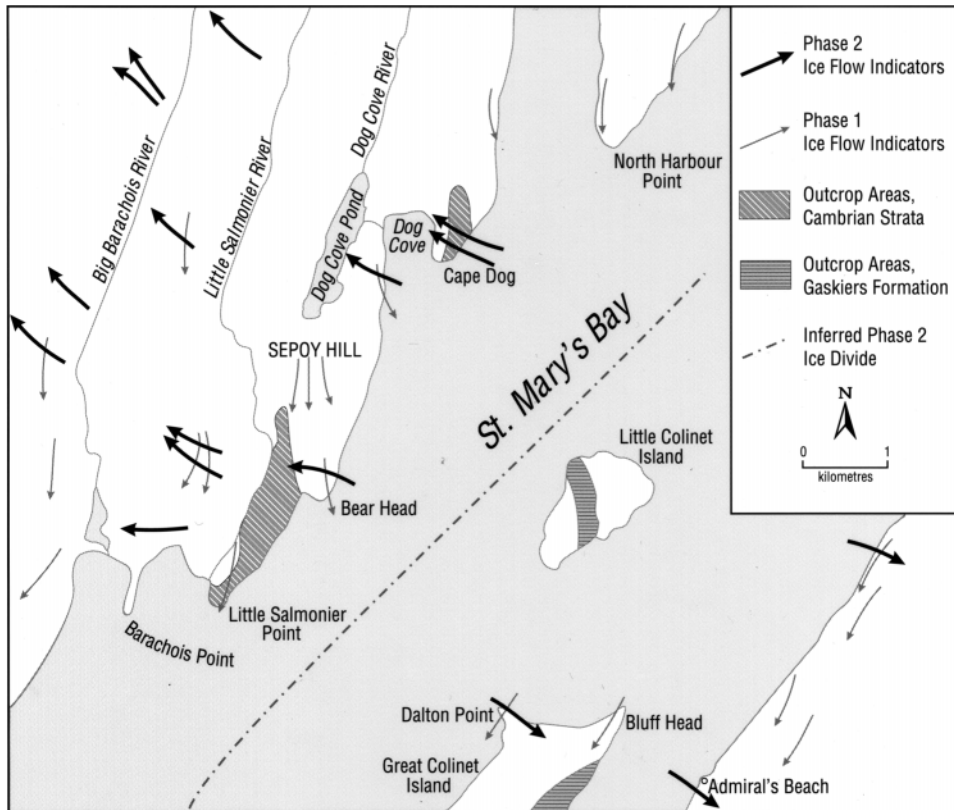 Big Barachois River
Little Salmonier River
Dog Cove River
Dog Cove Pond
Dog
Cove
Cape Dog
North Harbour
Point
SEPOY HILL
St. Mary's Bay
Little Colinet
Island
Bear Head
Little Salmonier
Point
Barachois Point
Dalton Point
Bluff Head
Great Colinet
Island
Admiral's Beach
Phase 2
Ice Flow Indicators
Phase 1
Ice Flow Indicators
Outcrop Areas,
Cambrian Strata
Outcrop Areas,
Gaskiers Formation
Inferred Phase 2
Ice Divide
N
0 1
kilometres